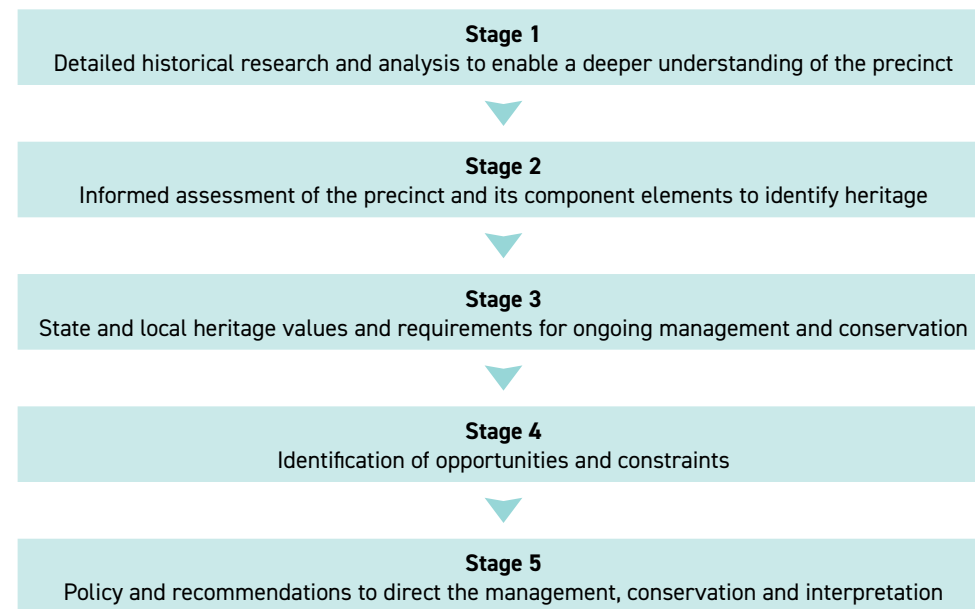 Stage 1
Detailed historical research and analysis to enable a deeper understanding of the precinct
Stage 2
Informed assessment of the precinct and its component elements to identify heritage
Stage 3
State and local heritage values and requirements for ongoing management and conservation
Stage 4
Identification of opportunities and constraints
Stage 5
Policy and recommendations to direct the management, conservation and interpretation